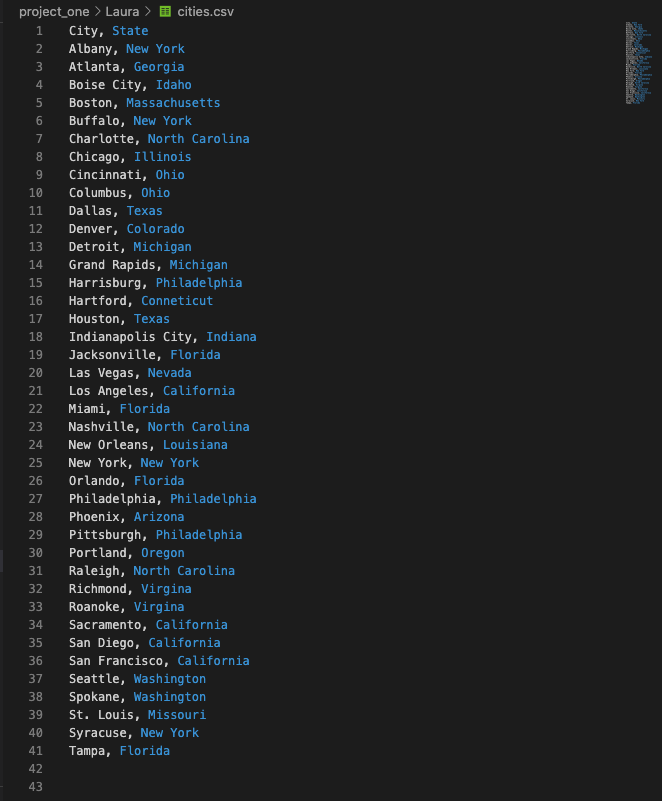 project_one > Laura > cities.csv
1 City, State
2 Albany, New York
3 Atlanta, Georgia
4 Boise City, Idaho
5 Boston, Massachusetts
6 Buffalo, New York
7 Charlotte, North Carolina
8 Chicago, Illinois
9 Cincinnati, Ohio
10 Columbus, Ohio
11 Dallas, Texas
12 Denver, Colorado
13 Detroit, Michigan
14 Grand Rapids, Michigan
15 Harrisburg, Philadelphia
16 Hartford, Conneticut
17 Houston, Texas
18 Indianapolis City, Indiana
19 Jacksonville, Florida
20 Las Vegas, Nevada
21 Los Angeles, California
22 Miami, Florida
23 Nashville, North Carolina
24 New Orleans, Louisiana
25 New York, New York
26 Orlando, Florida
27 Philadelphia, Philadelphia
28 Phoenix, Arizona
29 Pittsburgh, Philadelphia
30 Portland, Oregon
31 Raleigh, North Carolina
32 Richmond, Virgina
33 Roanoke, Virgina
34 Sacramento, California
35 San Diego, California
36 San Francisco, California
37 Seattle, Washington
38 Spokane, Washington
39 St. Louis, Missouri
40 Syracuse, New York
41 Tampa, Florida
42
43